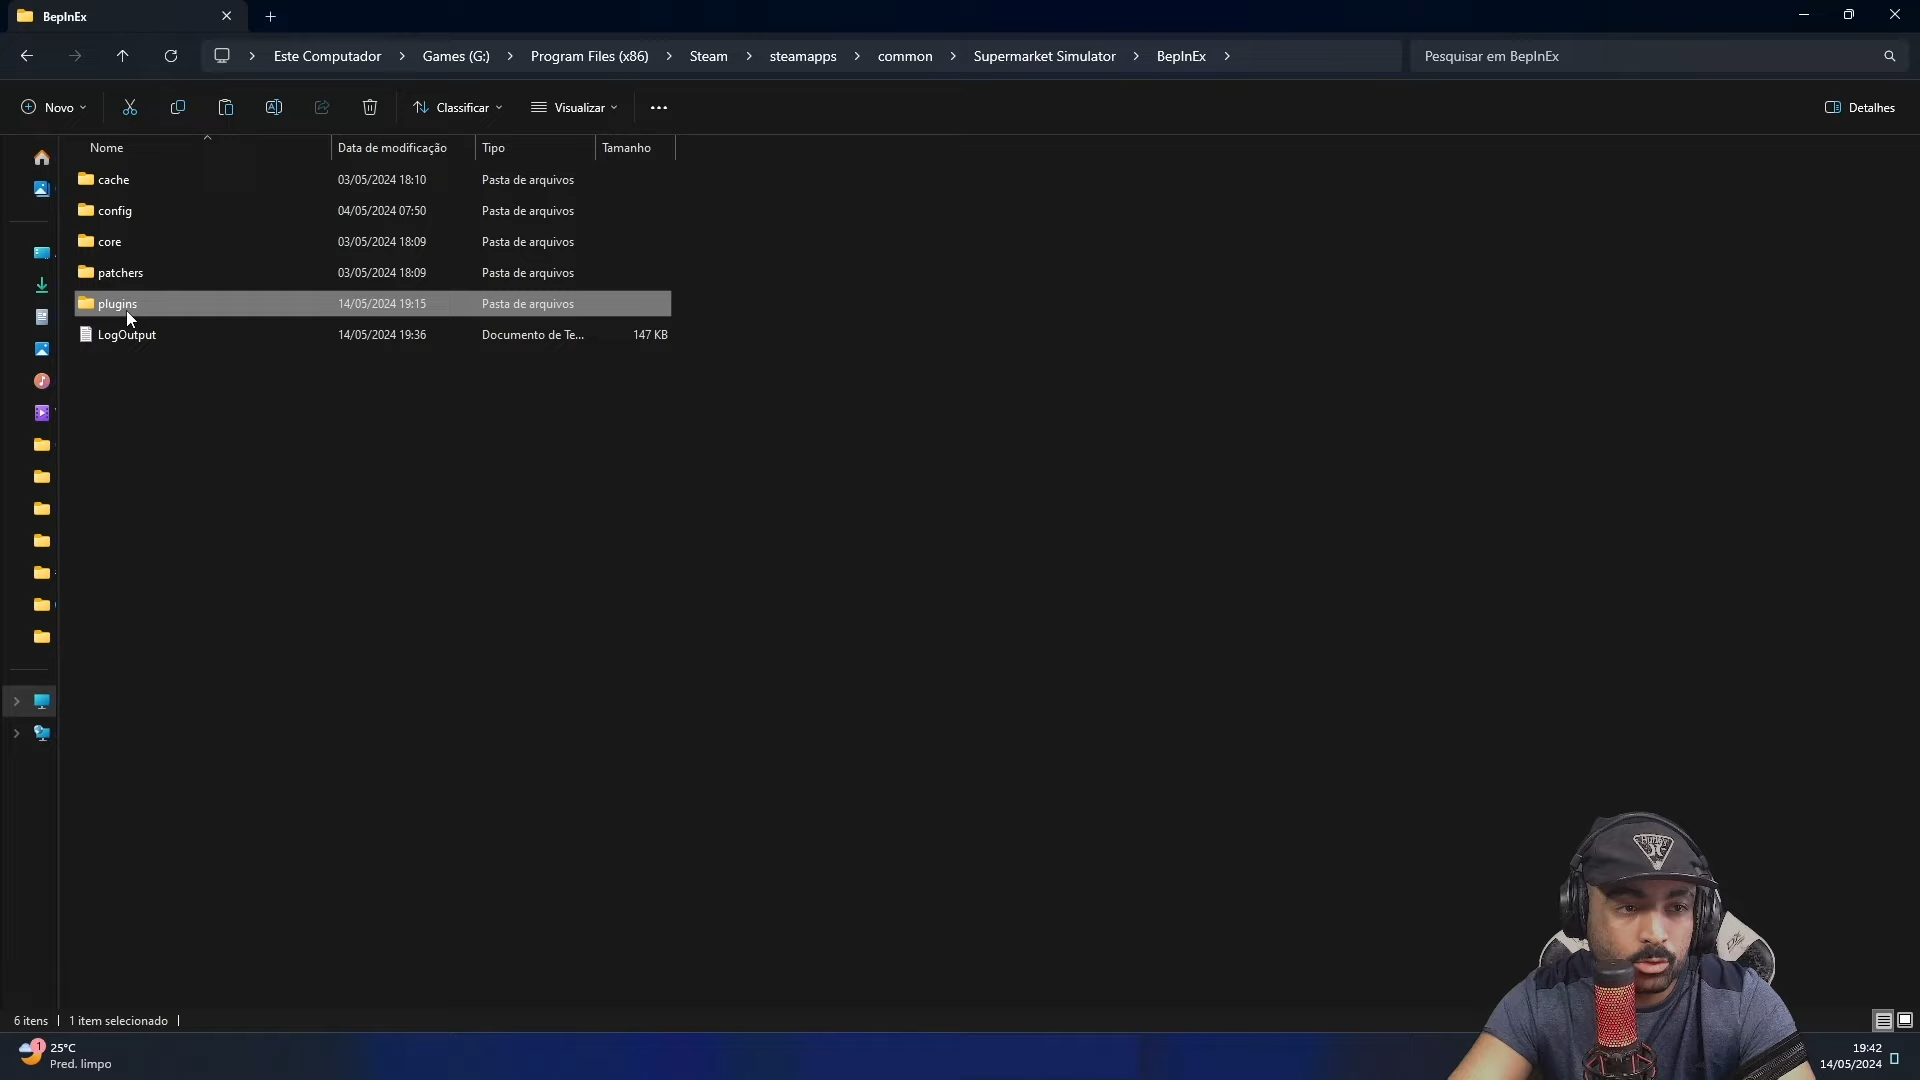 BepInEx
Este Computador > Games (G:) > Program Files (x86) > Steam > steamapps > common > Supermarket Simulator > BepInEx >
Pesquisar em BepInEx
Novo
Classificar
Visualizar
Detalhes
Nome Data de modificação Tipo Tamanho
cache 03/05/2024 18:10 Pasta de arquivos
config 04/05/2024 07:50 Pasta de arquivos
core 03/05/2024 18:09 Pasta de arquivos
patchers 03/05/2024 18:09 Pasta de arquivos
plugins 14/05/2024 19:15 Pasta de arquivos
LogOutput 14/05/2024 19:36 Documento de Te... 147 KB
6 itens | 1 item selecionado |
1
25°C
Pred. limpo
19:42
14/05/2024